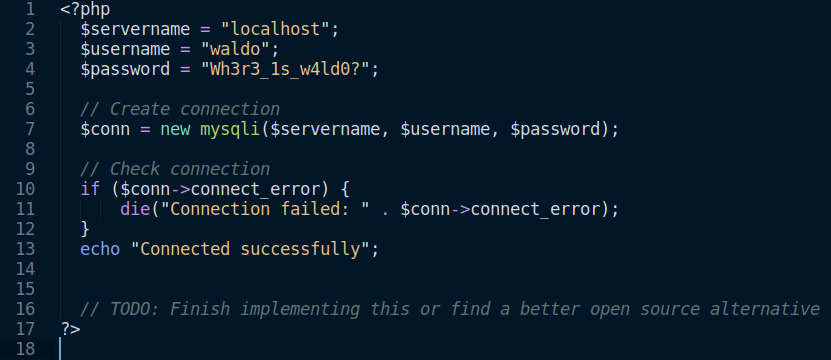 1 <?php
2 $servername = "localhost";
3 $username = "waldo";
4 $password = "Wh3r3_1s_w4ld0?";
5
6 // Create connection
7 $conn = new mysqli($servername, $username, $password);
8
9 // Check connection
10 if ($conn->connect_error) {
11 die("Connection failed: " . $conn->connect_error);
12 }
13 echo "Connected successfully";
14
15
16 // TODO: Finish implementing this or find a better open source alternative
17 ?>
18